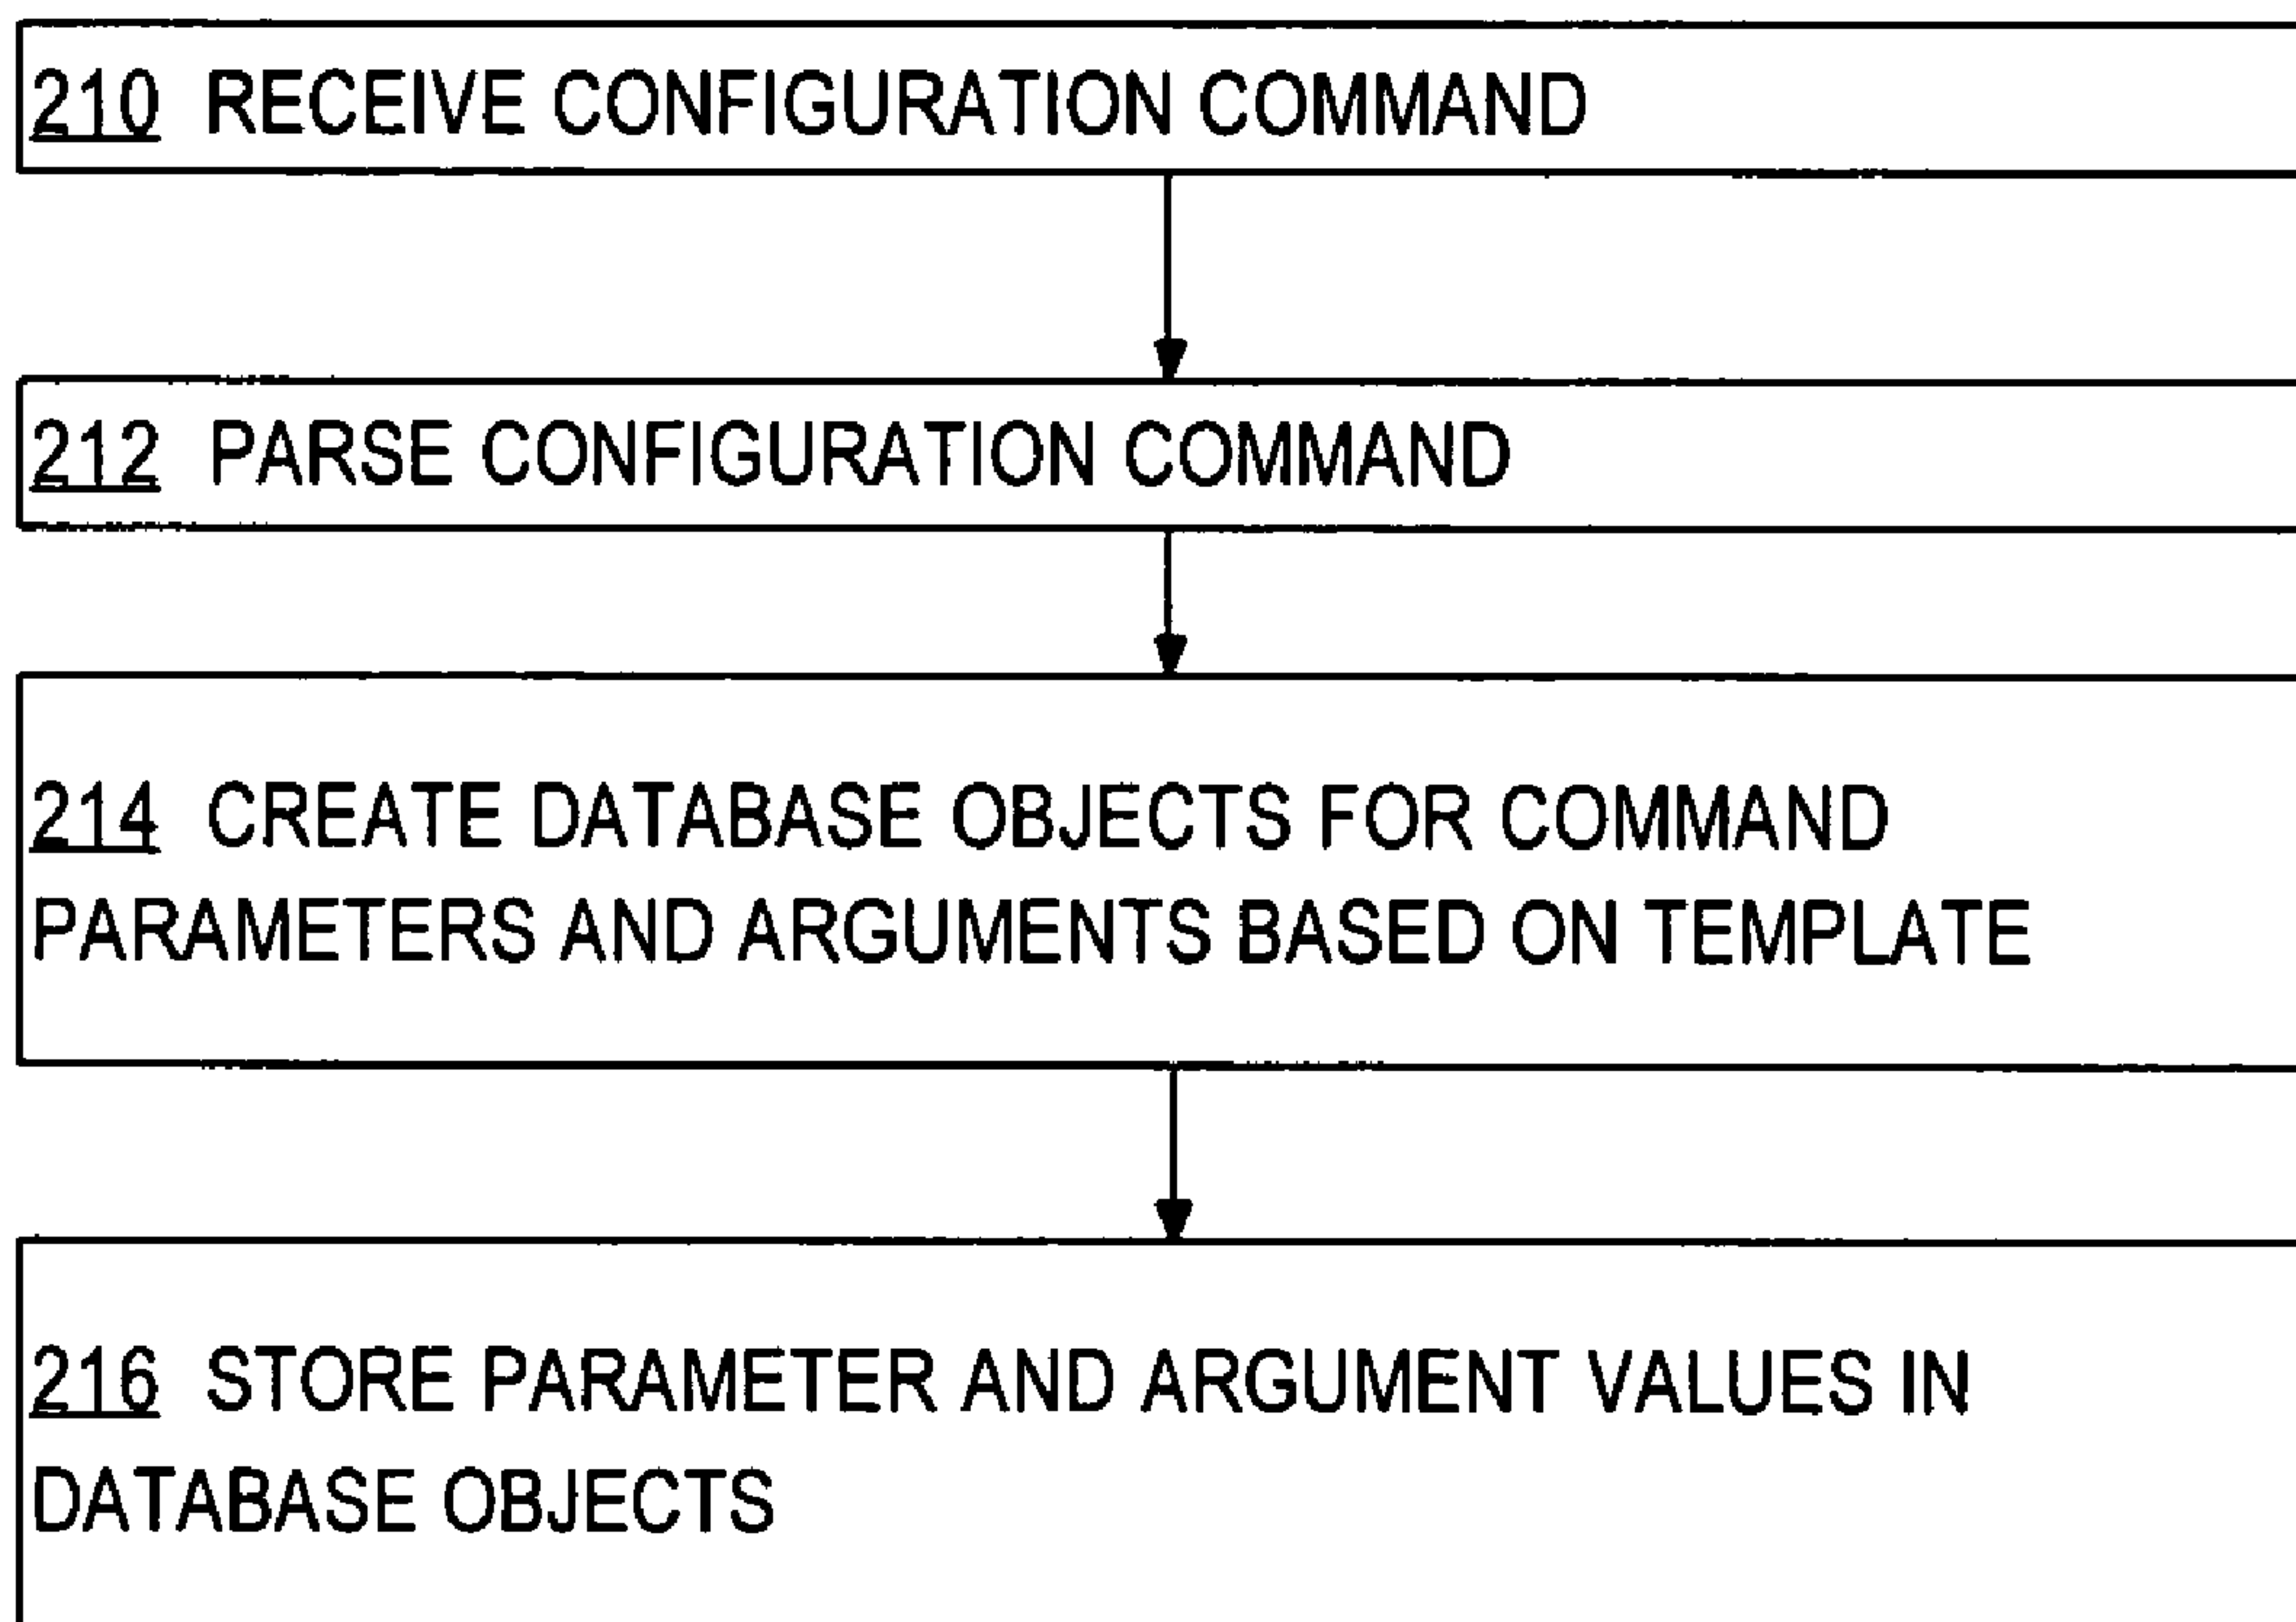 210 RECEIVE CONFIGURATION COMMAND
212 PARSE CONFIGURATION COMMAND
214 CREATE DATABASE OBJECTS FOR COMMAND
PARAMETERS AND ARGUMENTS BASED ON TEMPLATE
216 STORE PARAMETER AND ARGUMENT VALUES IN
DATABASE OBJECTS